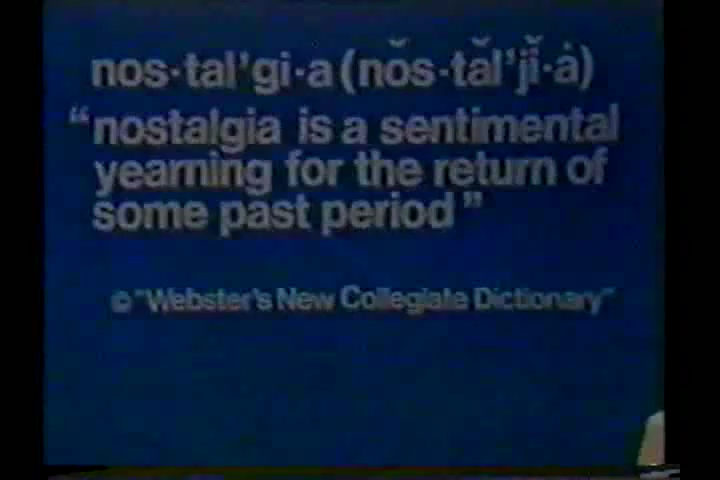 nos·tal'gi·a (nŏs·tăl'jĭ·ȧ)
"nostalgia is a sentimental
yearning for the return of
some past period"
© "Webster's New Collegiate Dictionary"